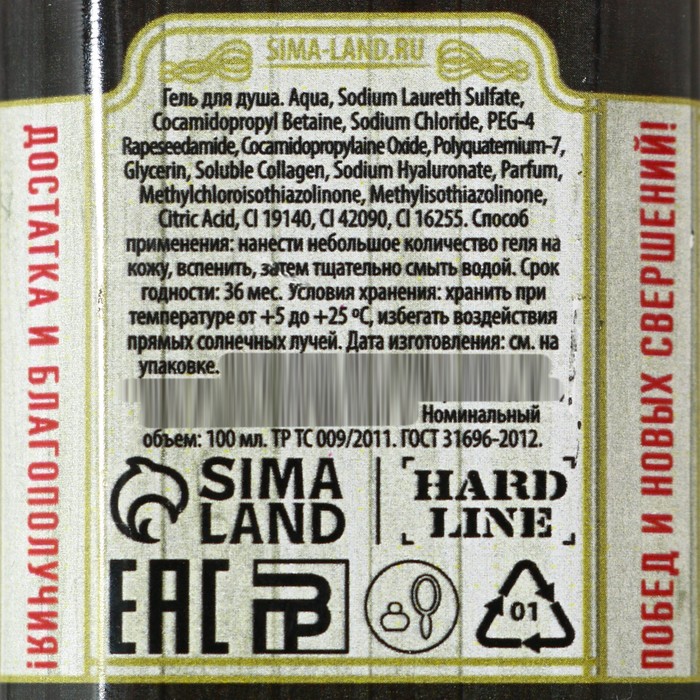 SIMA-LAND.RU
Гель для душа. Aqua, Sodium Laureth Sulfate,
Cocamidopropyl Betaine, Sodium Chloride, PEG-4
Rapeseedamide, Cocamidopropylaine Oxide, Polyquaternium-7,
Glycerin, Soluble Collagen, Sodium Hyaluronate, Parfum,
Methylchloroisothiazolinone, Methylisothiazolinone,
Citric Acid, CI 19140, CI 42090, CI 16255. Способ
применения: нанести небольшое количество геля на
кожу, вспенить, затем тщательно смыть водой. Срок
годности: 36 мес. Условия хранения: хранить при
температуре от +5 до +25 ºС, избегать воздействия
прямых солнечных лучей. Дата изготовления: см. на
упаковке.
Номинальный
объем: 100 мл. ТР ТС 009/2011. ГОСТ 31696-2012.
SIMA
LAND
HARD
LINE
EAC
01
ДОСТАТКА И БЛАГОПОЛУЧИЯ!
ПОБЕД И НОВЫХ СВЕРШЕНИЙ!